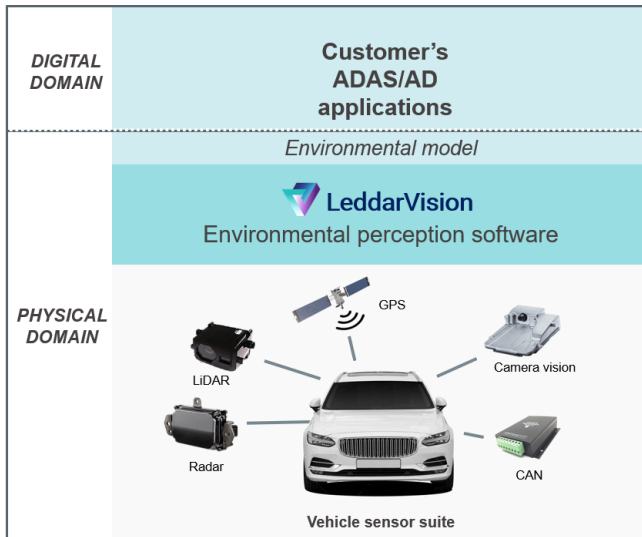 DIGITAL
DOMAIN
Customer's
ADAS/AD
applications
Environmental model
LeddarVision
Environmental perception software
PHYSICAL
DOMAIN
GPS
LiDAR
Camera vision
Radar
CAN
Vehicle sensor suite